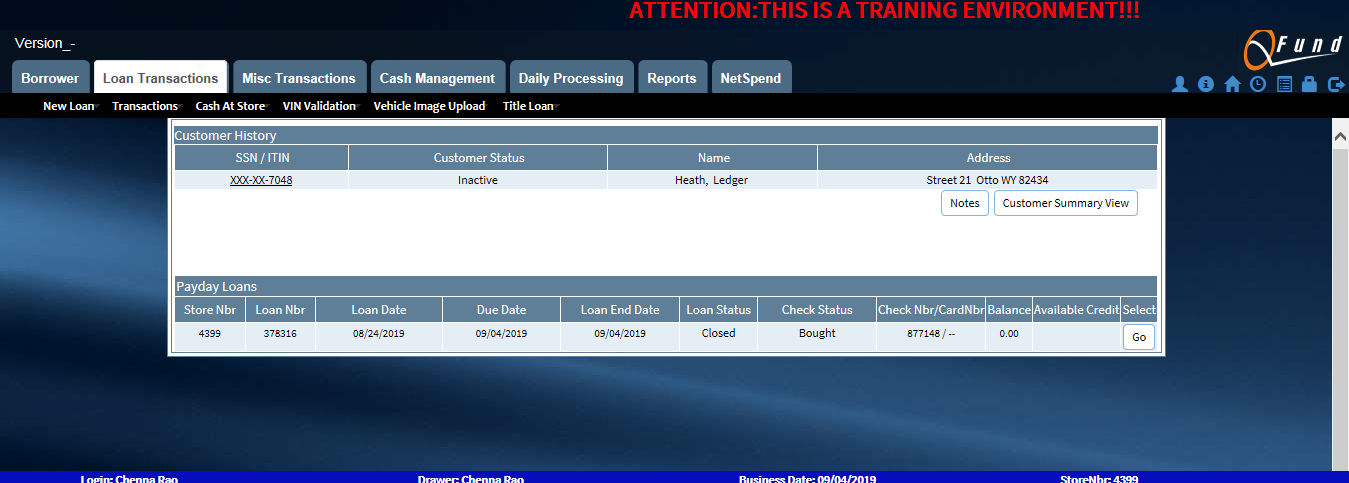 ATTENTION:THIS IS A TRAINING ENVIRONMENT!!!
Version_-
Fund
Borrower Loan Transactions Misc Transactions Cash Management Daily Processing Reports NetSpend
New Loan Transactions Cash At Store VIN Validation Vehicle Image Upload Title Loan
Customer History
SSN / ITIN Customer Status Name Address
XXX-XX-7048 Inactive Heath, Ledger Street 21 Otto WY 82434
Notes Customer Summary View
Payday Loans
Store Nbr Loan Nbr Loan Date Due Date Loan End Date Loan Status Check Status Check Nbr/CardNbr Balance Available Credit Select
4399 378316 08/24/2019 09/04/2019 09/04/2019 Closed Bought 877148 / -- 0.00 Go
Login: Chenna Rao Drawer: Chenna Rao Business Date: 09/04/2019 StoreNbr: 4399